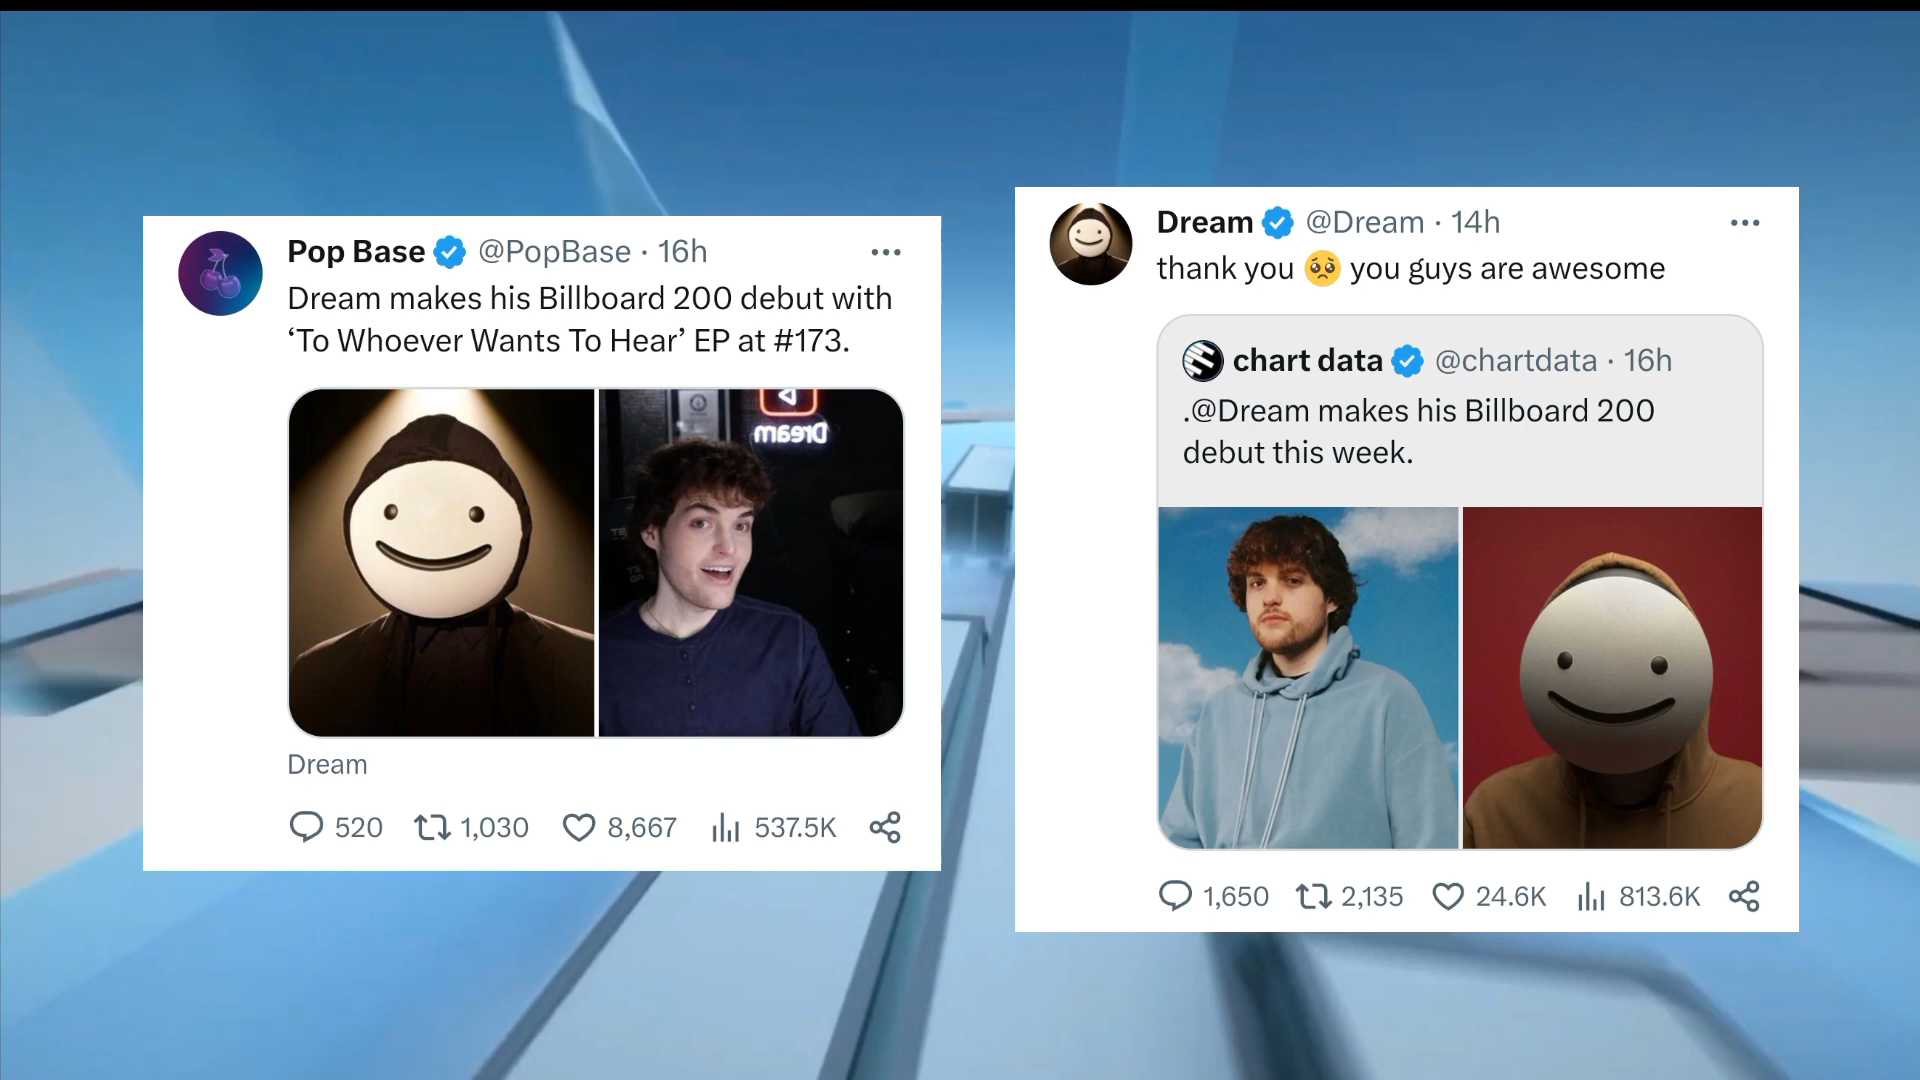 Pop Base @PopBase · 16h
Dream makes his Billboard 200 debut with
‘To Whoever Wants To Hear’ EP at #173.
Dream
Dream
520 1,030 8,667 537.5K
Dream @Dream · 14h
thank you 🥺 you guys are awesome
chart data @chartdata · 16h
.@Dream makes his Billboard 200
debut this week.
1,650 2,135 24.6K 813.6K